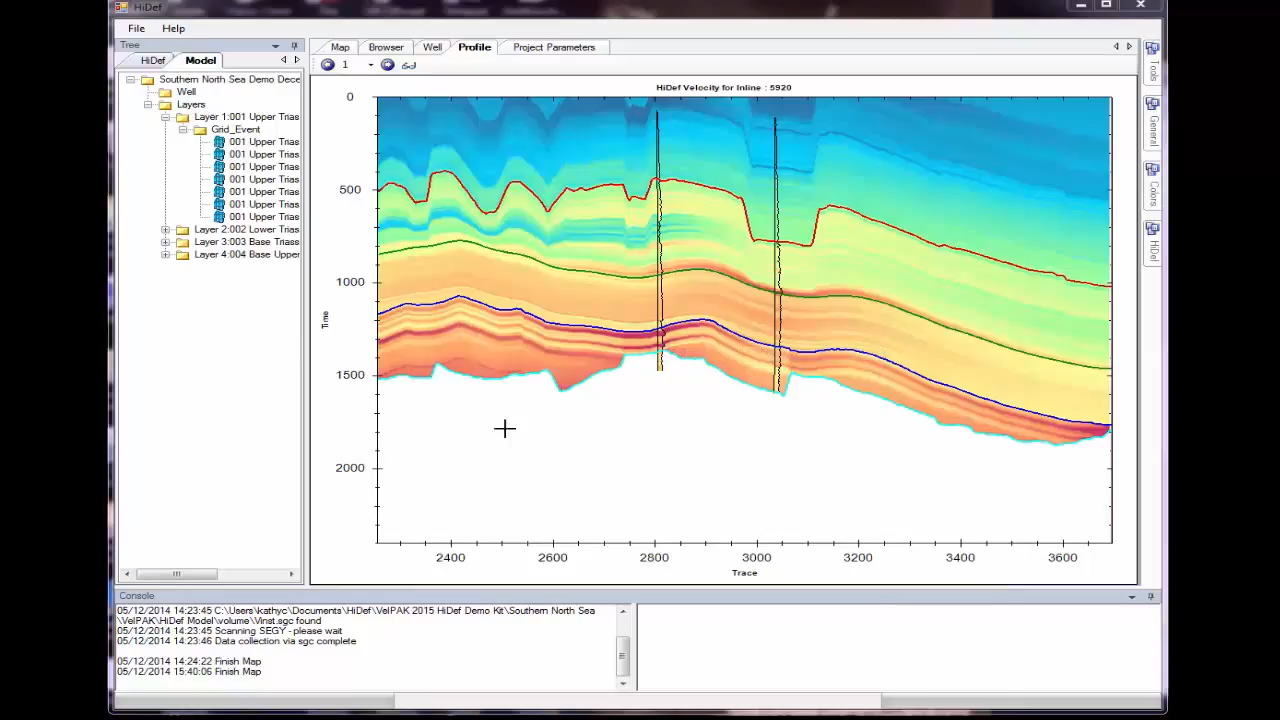 HiDef
File Help
Tree
HiDef Model
Southern North Sea Demo Dece
Well
Layers
Layer 1:001 Upper Trias
Grid_Event
001 Upper Trias
001 Upper Trias
001 Upper Trias
001 Upper Trias
001 Upper Trias
001 Upper Trias
001 Upper Trias
Layer 2:002 Lower Trias
Layer 3:003 Base Triass
Layer 4:004 Base Upper
Map Browser Well Profile Project Parameters
1
HiDef Velocity for Inline : 5920
0
500
1000
1500
2000
Time
2400 2600 2800 3000 3200 3400 3600
Trace
Tools
General
Colors
HiDef
Console
05/12/2014 14:23:45 C:\Users\kathyc\Documents\HiDef\VelPAK 2015 HiDef Demo Kit\Southern North Sea
\VelPAK\HiDef Model\volume\Vinst.sgc found
05/12/2014 14:23:45 Scanning SEGY - please wait
05/12/2014 14:23:46 Data collection via sgc complete
05/12/2014 14:24:22 Finish Map
05/12/2014 15:40:06 Finish Map